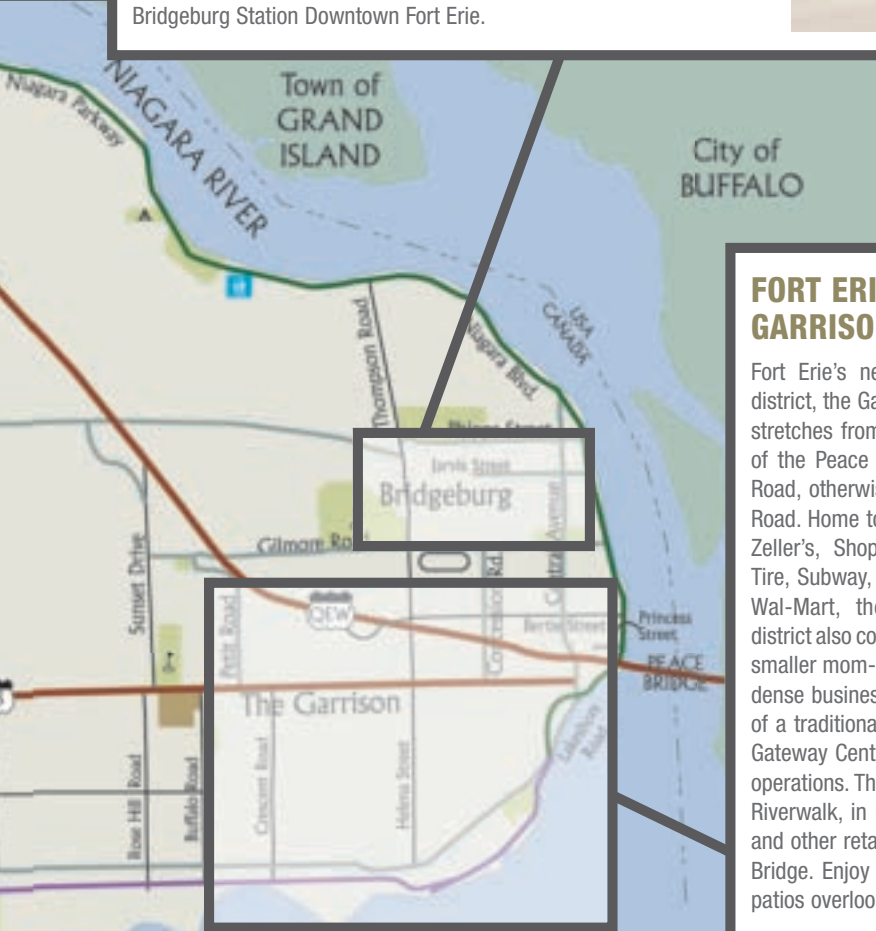 Bridgeburg Station Downtown Fort Erie.
Niagara Parkway
NIAGARA RIVER
Town of
GRAND
ISLAND
City of
BUFFALO
USA
CANADA
Thompson Road
Niagara Blvd.
Jarvis Street
Bridgeburg
Central Avenue
Gilmore
Sunset Drive
Petit Road
QEW
Concession Rd.
Bertie Street
Princess
Street
PEACE
BRIDGE
The Garrison
Lakeshore
Road
Rose Hill Road
Buffalo Road
Crescent Road
Helena Street
FORT ERI
GARRISO
Fort Erie's ne
district, the Ga
stretches from
of the Peace
Road, otherwis
Road. Home to
Zeller's, Shop
Tire, Subway,
Wal-Mart, the
district also co
smaller mom-
dense busines
of a traditiona
Gateway Cent
operations. Th
Riverwalk, in
and other reta
Bridge. Enjoy
patios overloo